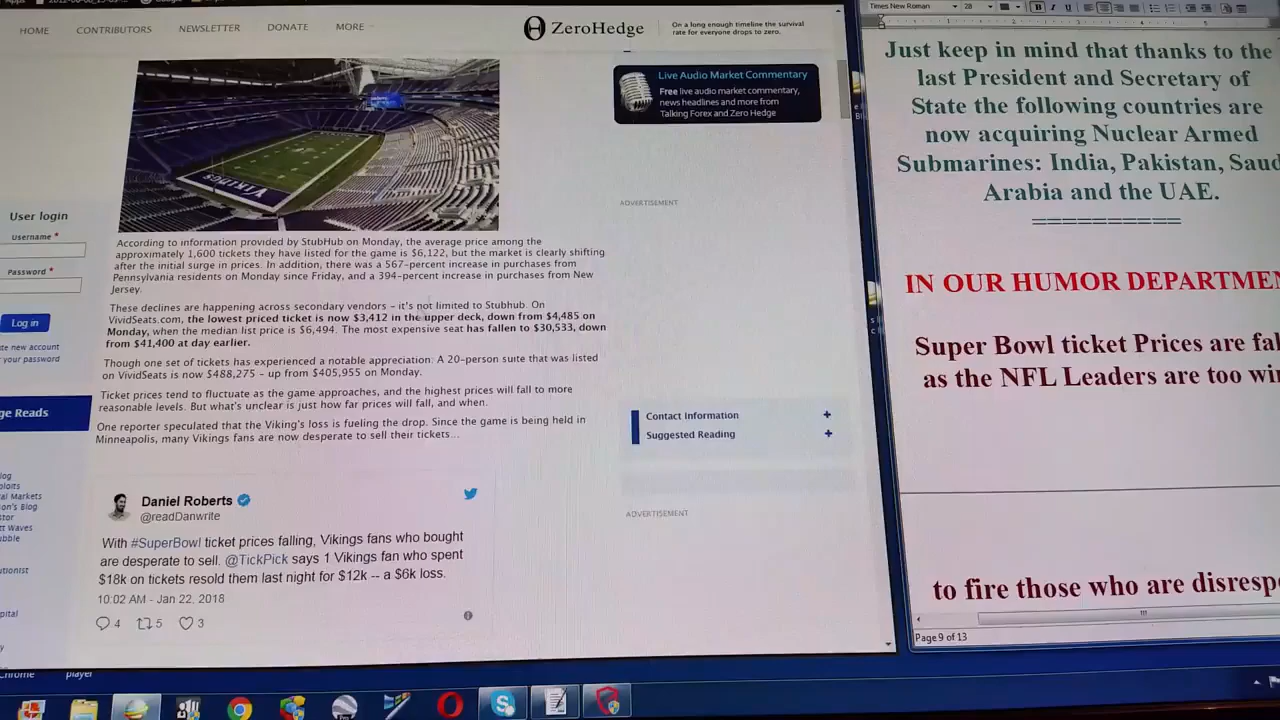 HOME CONTRIBUTORS NEWSLETTER DONATE MORE
ZeroHedge
On a long enough timeline the survival
rate for everyone drops to zero.
VIKINGS
User login
Username *
Password *
Log in
your password
ge Reads
According to information provided by StubHub on Monday, the average price among the
approximately 1,600 tickets they have listed for the game is $6,122, but the market is clearly shifting
after the initial surge in prices. In addition, there was a 567-percent increase in purchases from
Pennsylvania residents on Monday since Friday, and a 394-percent increase in purchases from New
Jersey.
These declines are happening across secondary vendors – it's not limited to Stubhub. On
VividSeats.com, the lowest priced ticket is now $3,412 in the upper deck, down from $4,485 on
Monday, when the median list price is $6,494. The most expensive seat has fallen to $30,533, down
from $41,400 at day earlier.
Though one set of tickets has experienced a notable appreciation: A 20-person suite that was listed
on VividSeats is now $488,275 – up from $405,955 on Monday.
Ticket prices tend to fluctuate as the game approaches, and the highest prices will fall to more
reasonable levels. But what's unclear is just how far prices will fall, and when.
One reporter speculated that the Viking's loss is fueling the drop. Since the game is being held in
Minneapolis, many Vikings fans are now desperate to sell their tickets...
Daniel Roberts
@readDanwrite
With #SuperBowl ticket prices falling, Vikings fans who bought
are desperate to sell. @TickPick says 1 Vikings fan who spent
$18k on tickets resold them last night for $12k -- a $6k loss.
10:02 AM - Jan 22, 2018
4 5 3
Live Audio Market Commentary
Free live audio market commentary,
news headlines and more from
Talking Forex and Zero Hedge
ADVERTISEMENT
Contact Information +
Suggested Reading +
ADVERTISEMENT
Times New Roman 28 B I U
Just keep in mind that thanks to the
last President and Secretary of
State the following countries are
now acquiring Nuclear Armed
Submarines: India, Pakistan, Saud
Arabia and the UAE.
==========
IN OUR HUMOR DEPARTMEN
Super Bowl ticket Prices are fal
as the NFL Leaders are too wi
to fire those who are disresp
Page 9 of 13
player